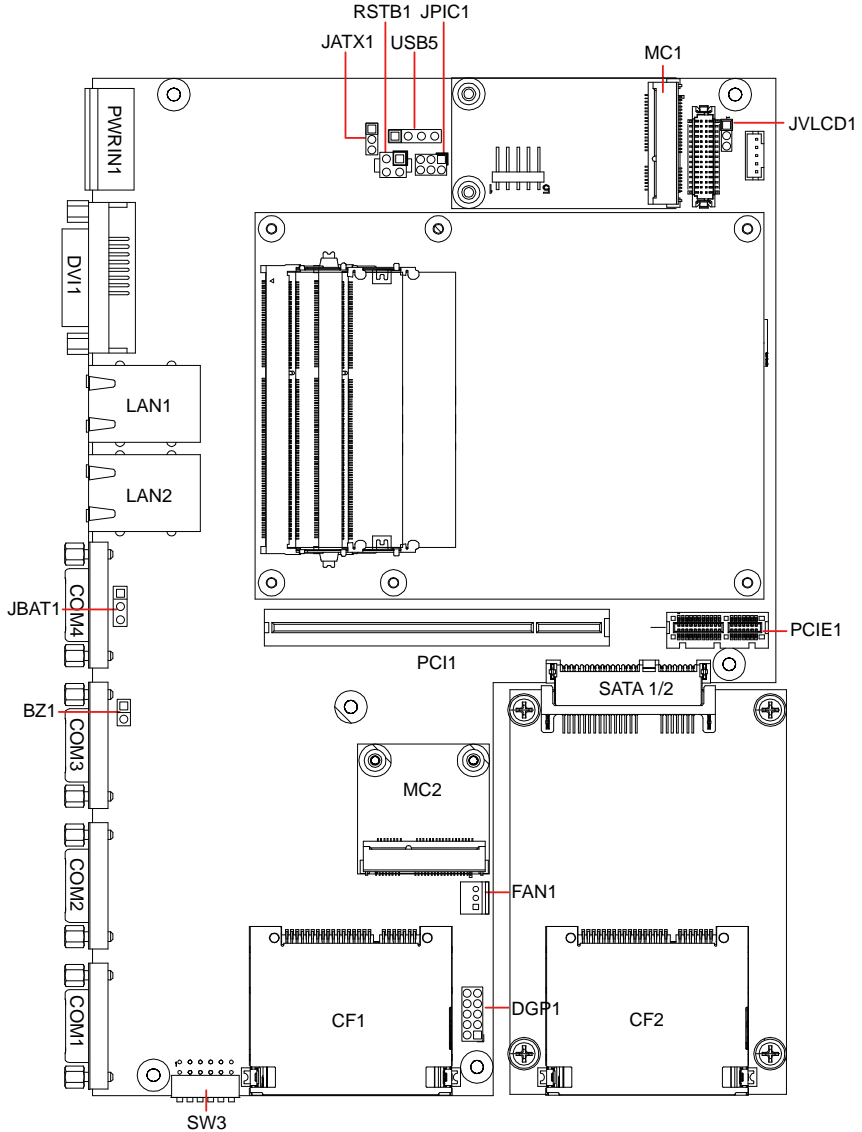 RSTB1 JPIC1
JATX1 USB5
MC1
JVLCD1
PWRIN1
DVI1
LAN1
LAN2
COM4
JBAT1
PCIE1
PCI1
SATA 1/2
BZ1
COM3
MC2
FAN1
COM2
DGP1
CF1
CF2
COM1
SW3